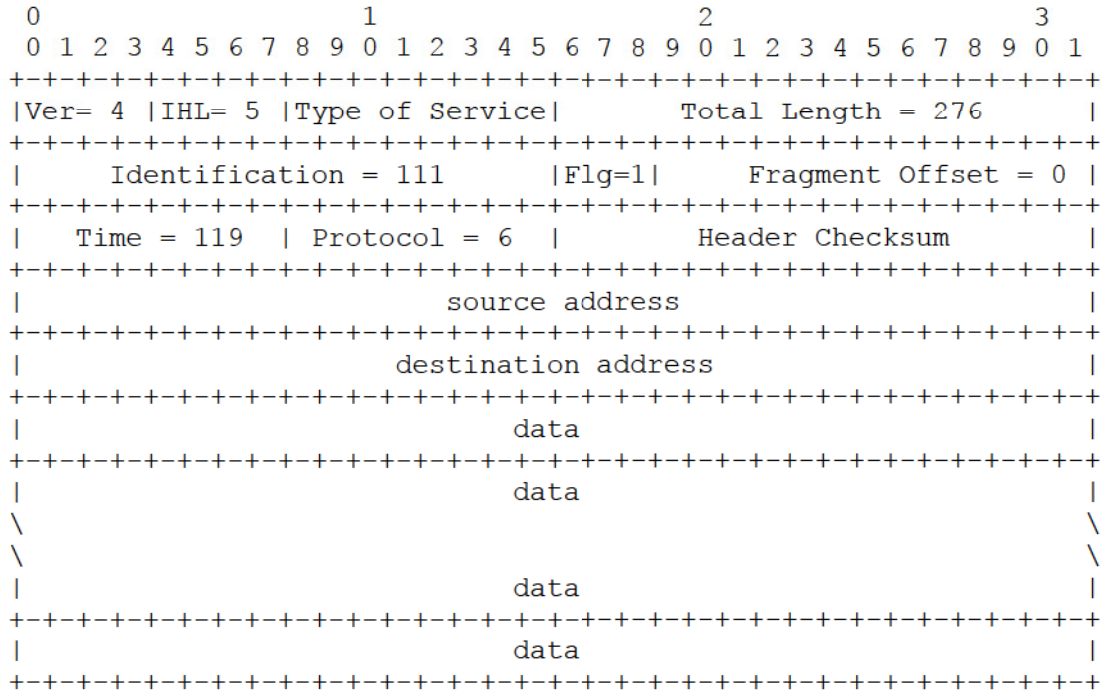 0                   1                   2                   3
 0 1 2 3 4 5 6 7 8 9 0 1 2 3 4 5 6 7 8 9 0 1 2 3 4 5 6 7 8 9 0 1
+-+-+-+-+-+-+-+-+-+-+-+-+-+-+-+-+-+-+-+-+-+-+-+-+-+-+-+-+-+-+-+-+
|Ver= 4 |IHL= 5 |Type of Service|       Total Length = 276      |
+-+-+-+-+-+-+-+-+-+-+-+-+-+-+-+-+-+-+-+-+-+-+-+-+-+-+-+-+-+-+-+-+
|     Identification = 111      |Flg=1|     Fragment Offset = 0 |
+-+-+-+-+-+-+-+-+-+-+-+-+-+-+-+-+-+-+-+-+-+-+-+-+-+-+-+-+-+-+-+-+
|   Time = 119  | Protocol = 6  |        Header Checksum        |
+-+-+-+-+-+-+-+-+-+-+-+-+-+-+-+-+-+-+-+-+-+-+-+-+-+-+-+-+-+-+-+-+
|                         source address                        |
+-+-+-+-+-+-+-+-+-+-+-+-+-+-+-+-+-+-+-+-+-+-+-+-+-+-+-+-+-+-+-+-+
|                      destination address                      |
+-+-+-+-+-+-+-+-+-+-+-+-+-+-+-+-+-+-+-+-+-+-+-+-+-+-+-+-+-+-+-+-+
|                             data                              |
+-+-+-+-+-+-+-+-+-+-+-+-+-+-+-+-+-+-+-+-+-+-+-+-+-+-+-+-+-+-+-+-+
|                             data                              |
\                                                               \
\                                                               \
|                             data                              |
+-+-+-+-+-+-+-+-+-+-+-+-+-+-+-+-+-+-+-+-+-+-+-+-+-+-+-+-+-+-+-+-+
|                             data                              |
+-+-+-+-+-+-+-+-+-+-+-+-+-+-+-+-+-+-+-+-+-+-+-+-+-+-+-+-+-+-+-+-+